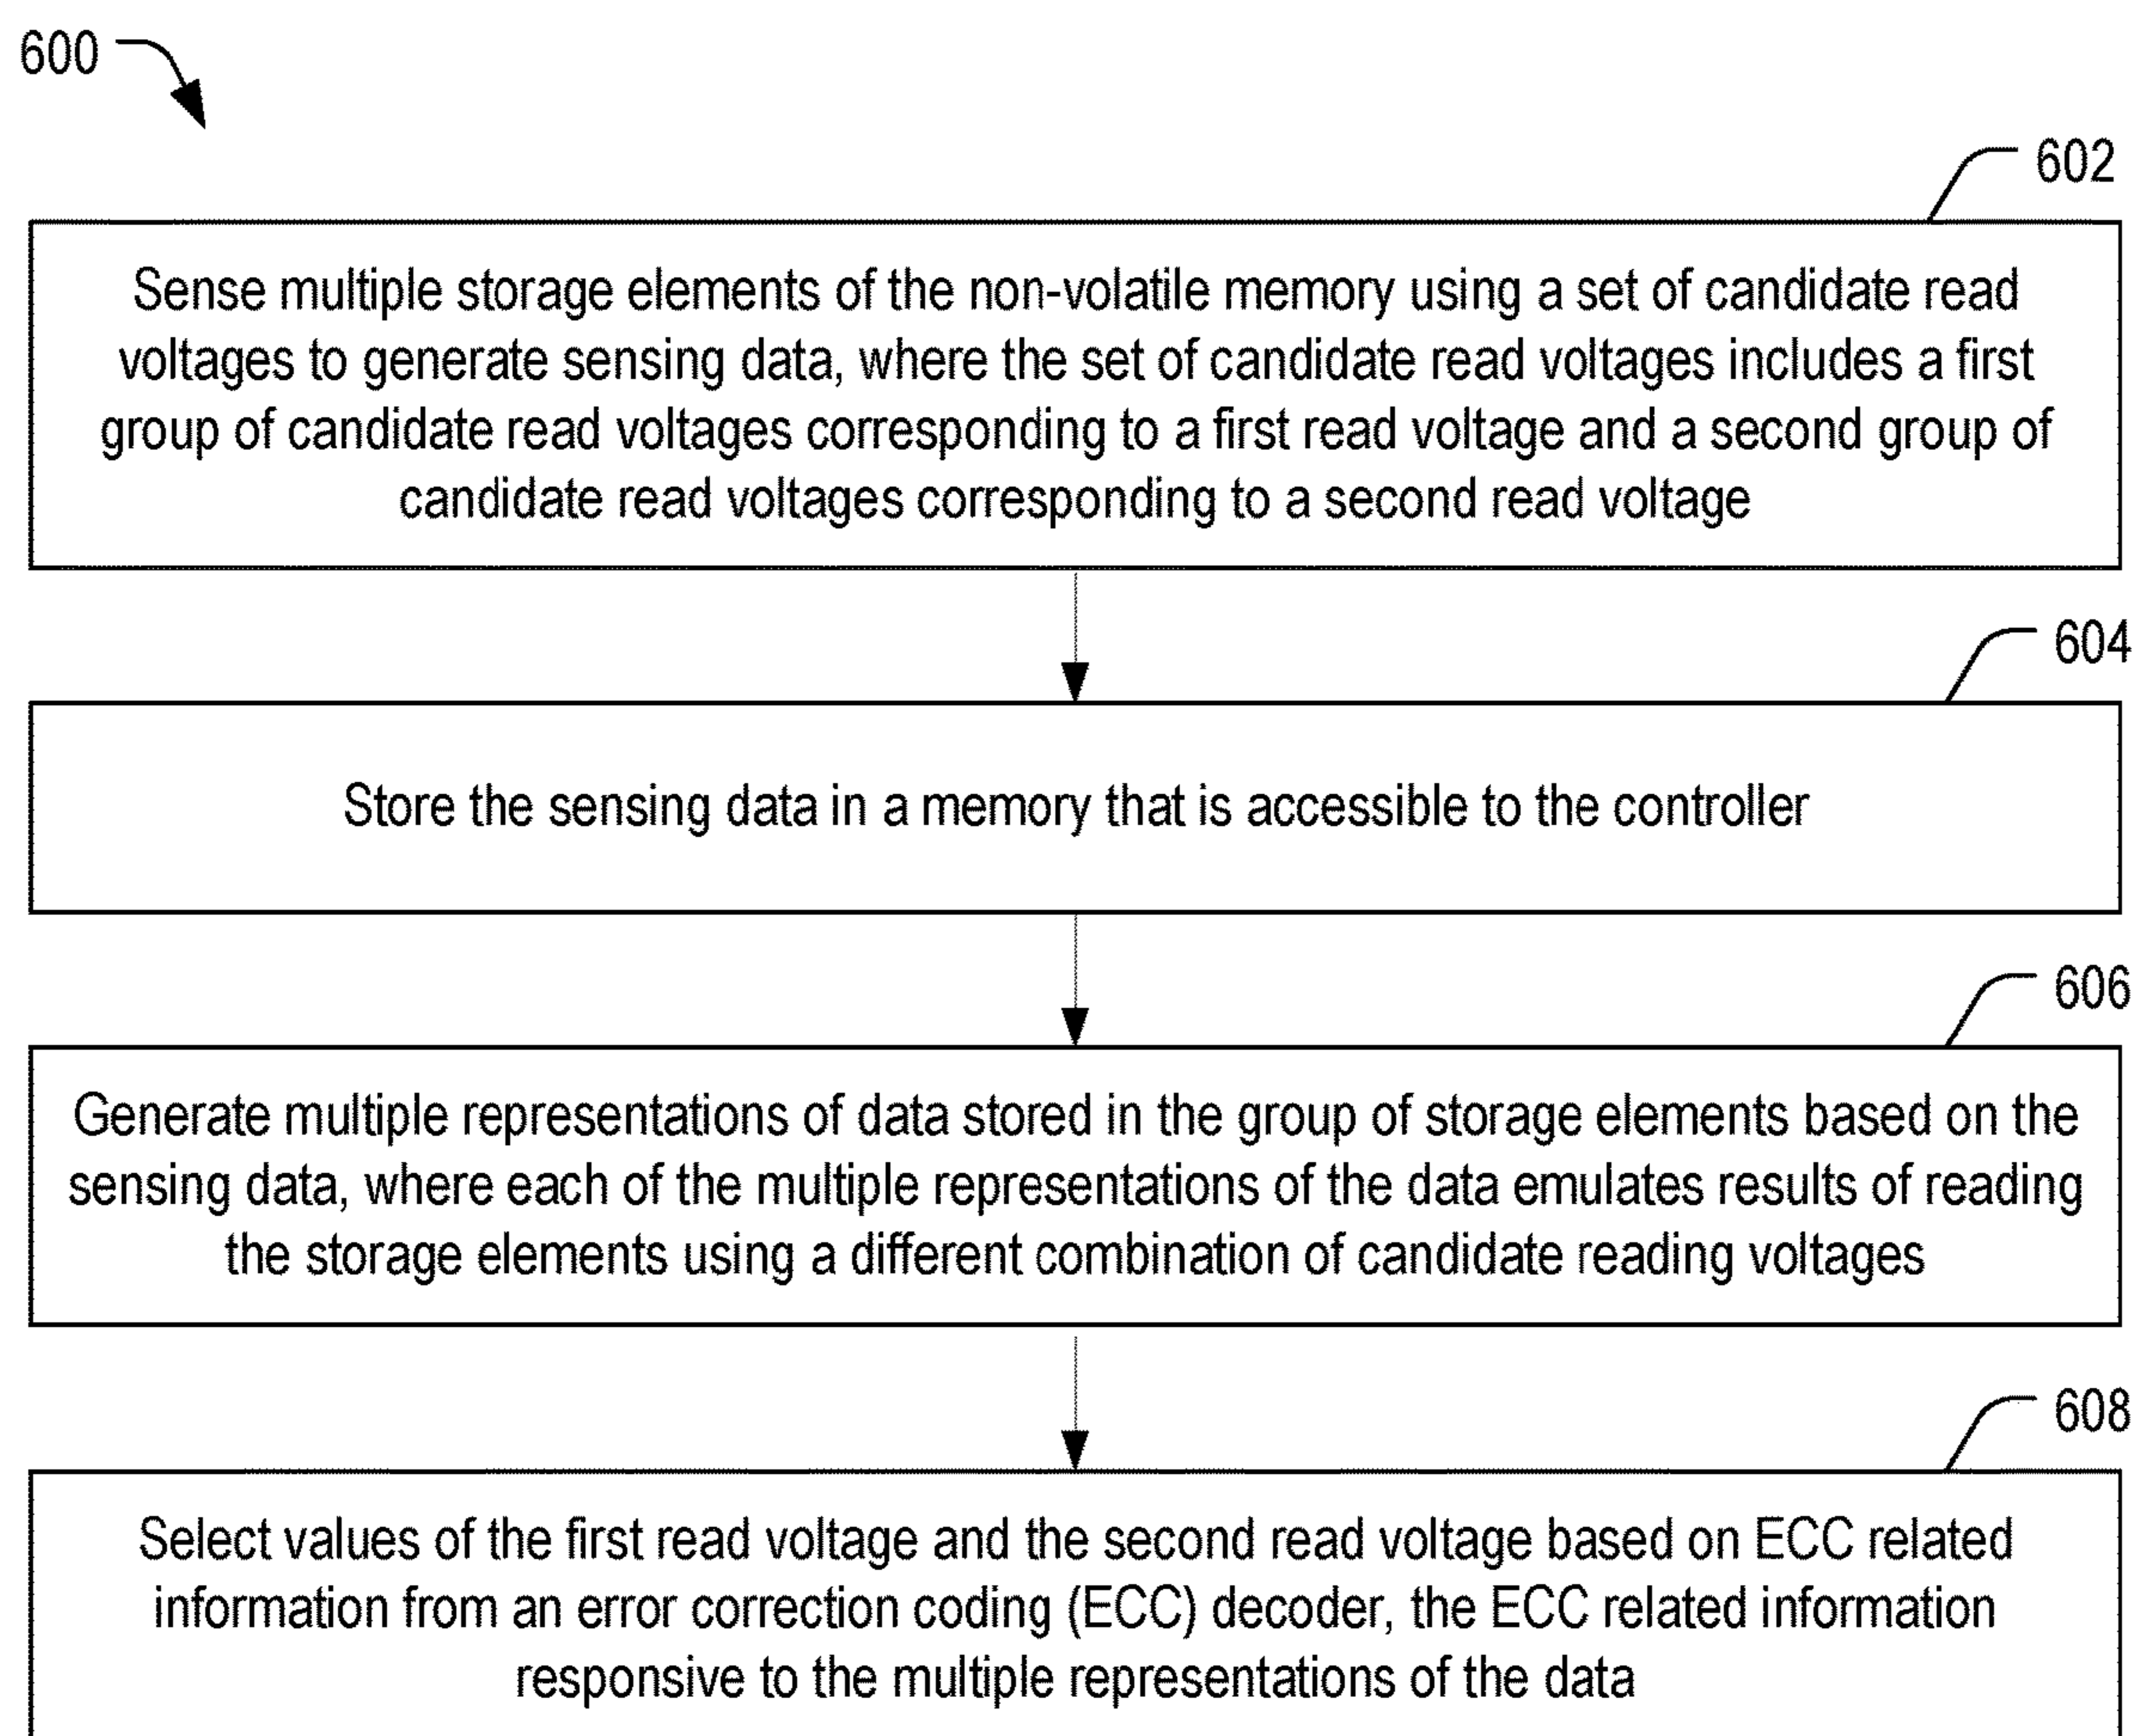 600
602
Sense multiple storage elements of the non-volatile memory using a set of candidate read
voltages to generate sensing data, where the set of candidate read voltages includes a first
group of candidate read voltages corresponding to a first read voltage and a second group of
candidate read voltages corresponding to a second read voltage
604
Store the sensing data in a memory that is accessible to the controller
606
Generate multiple representations of data stored in the group of storage elements based on the
sensing data, where each of the multiple representations of the data emulates results of reading
the storage elements using a different combination of candidate reading voltages
608
Select values of the first read voltage and the second read voltage based on ECC related
information from an error correction coding (ECC) decoder, the ECC related information
responsive to the multiple representations of the data